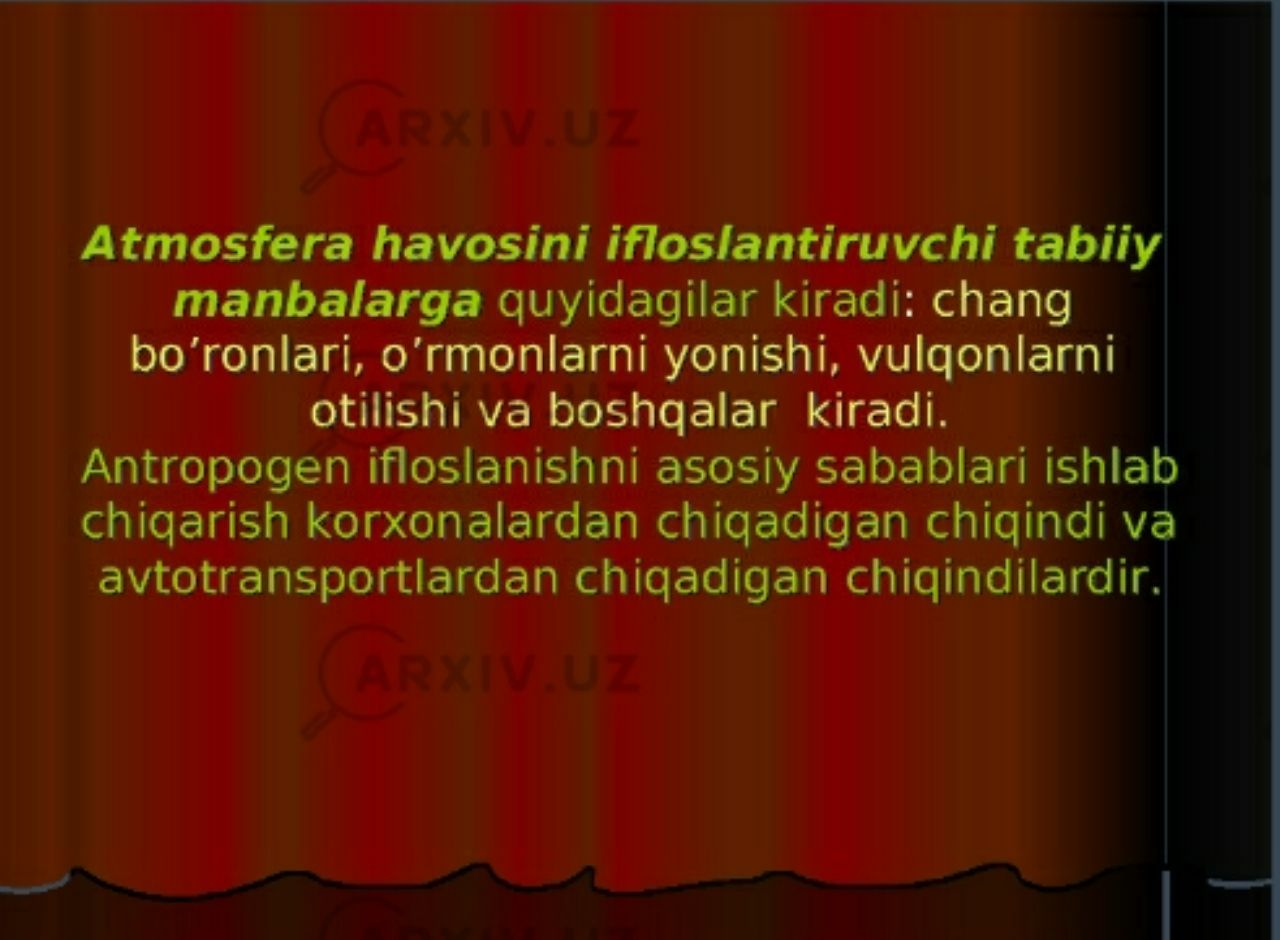 ARXIV.UZ
Atmosfera havosini ifloslantiruvchi tabiiy
manbalarga quyidagilar kiradi: chang
bo’ronlari, o’rmonlarni yonishi, vulqonlarni
otilishi va boshqalar  kiradi.
Antropogen ifloslanishni asosiy sabablari ishlab
chiqarish korxonalardan chiqadigan chiqindi va
avtotransportlardan chiqadigan chiqindilardir.
ARXIV.UZ